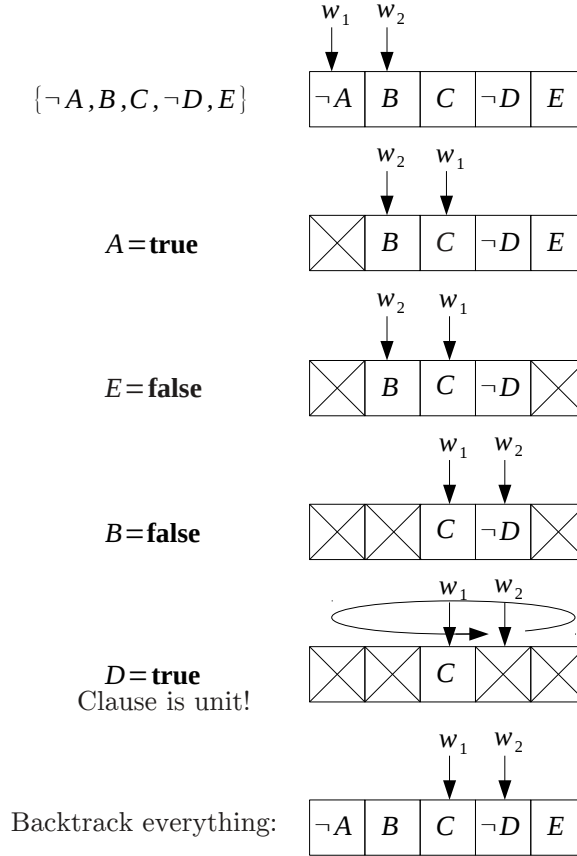 w₁ w₂
{¬A,B,C,¬D,E} ¬A B C ¬D E
w₂ w₁
A=true B C ¬D E
w₂ w₁
E=false B C ¬D
w₁ w₂
B=false C ¬D
w₁ w₂
D=true C
Clause is unit!
w₁ w₂
Backtrack everything: ¬A B C ¬D E